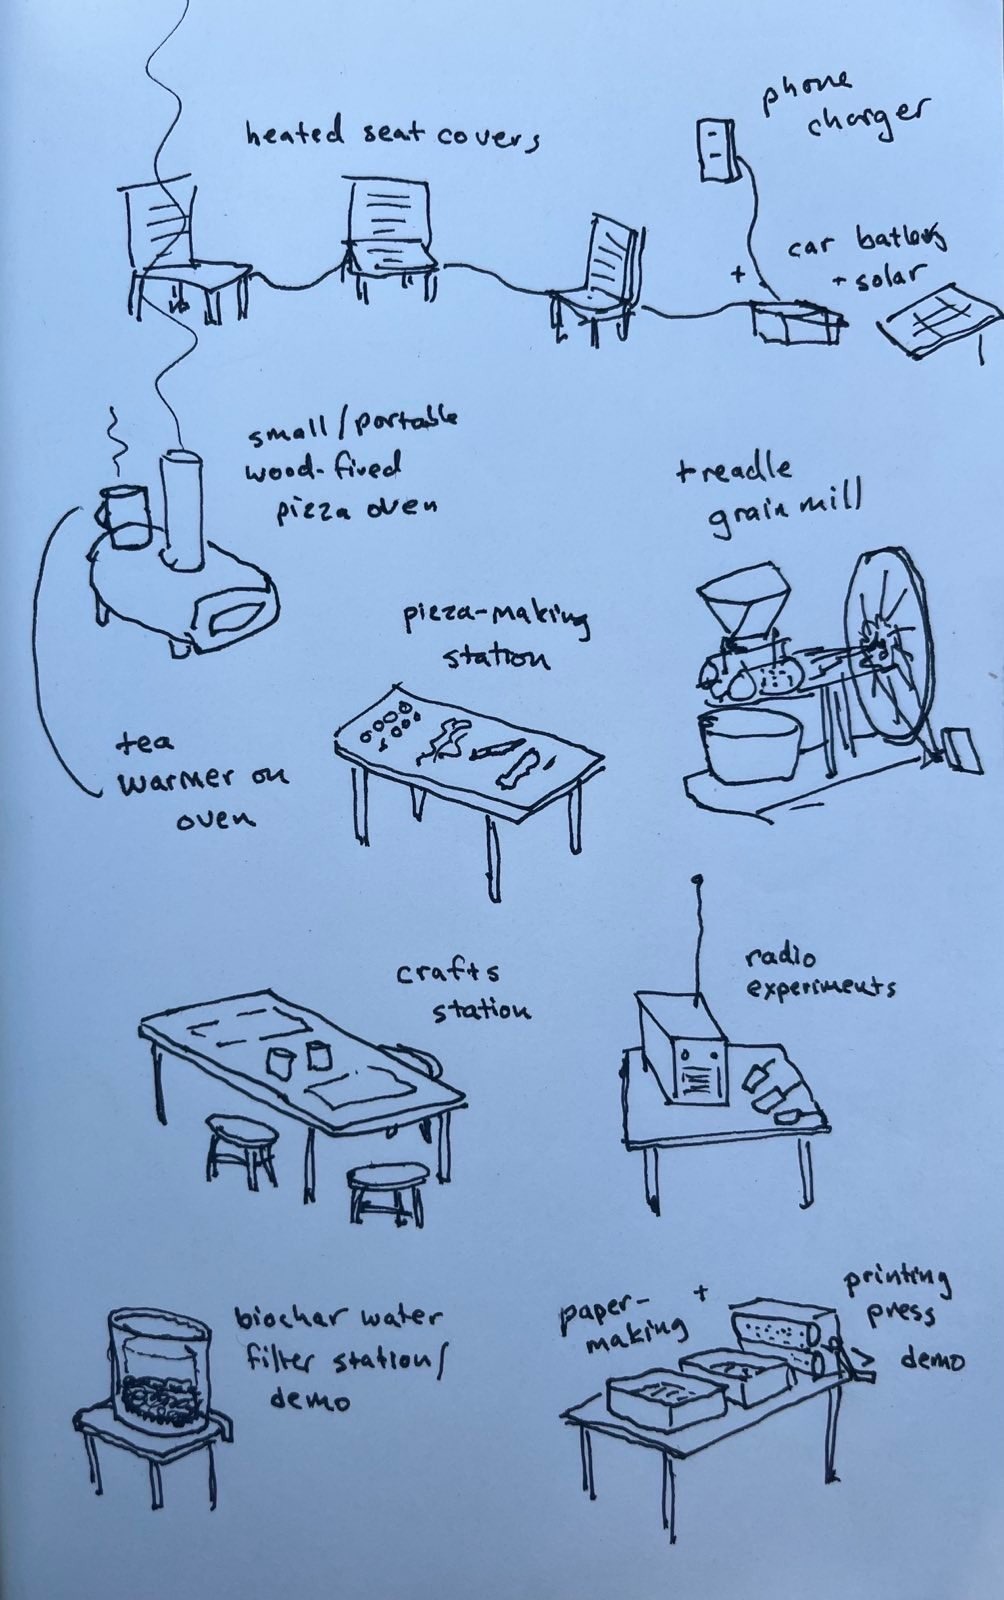 heated seat covers
phone
charger
car battery
+
+ solar
small/portable
wood-fired
pizza oven
treadle
grain mill
pizza-making
station
tea
warmer on
oven
crafts
station
radio
experiments
biochar water
filter station/
demo
paper-
making
+
printing
press
demo